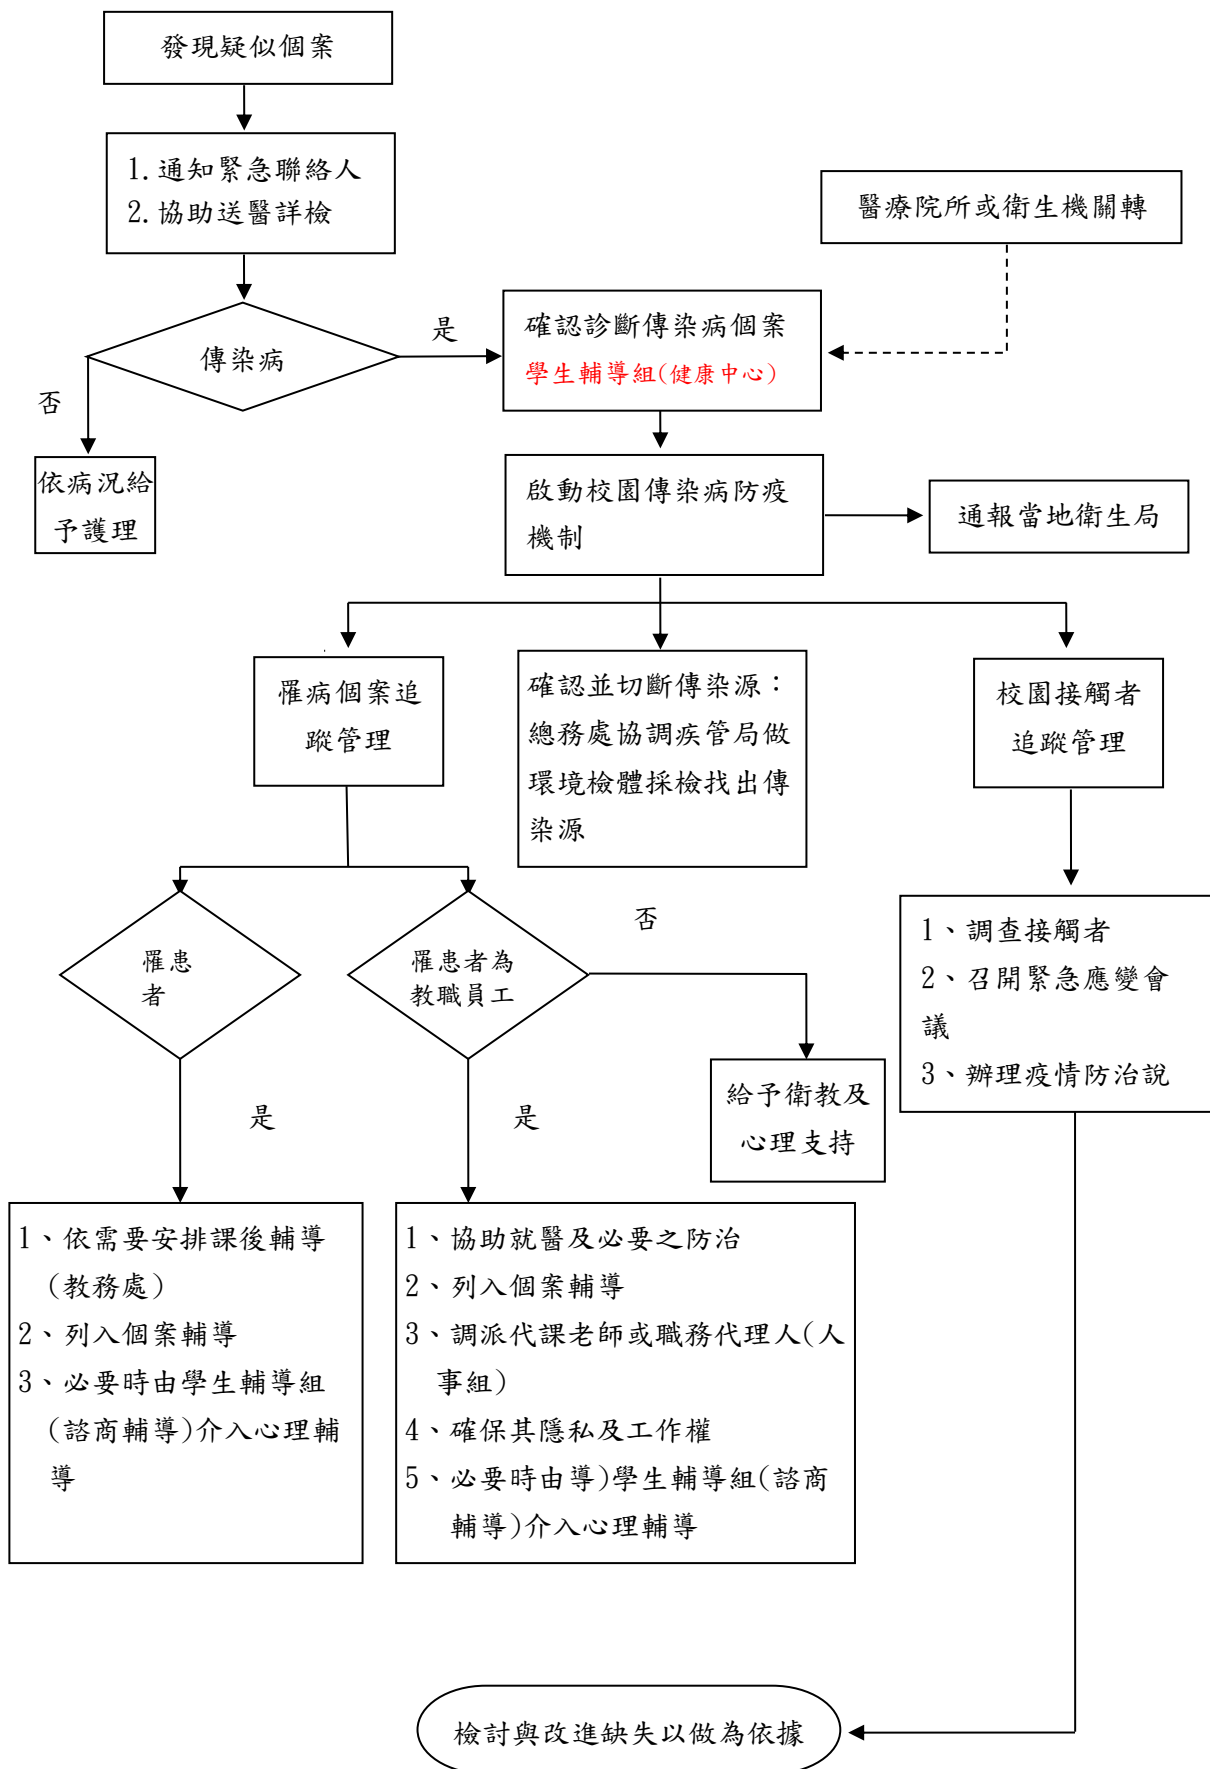 發現疑似個案
1.通知緊急聯絡人
2.協助送醫詳檢
醫療院所或衛生機關轉
傳染病
是
確認診斷傳染病個案
學生輔導組(健康中心)
否
依病況給
予護理
啟動校園傳染病防疫
機制
通報當地衛生局
罹病個案追
蹤管理
確認並切斷傳染源：
總務處協調疾管局做
環境檢體採檢找出傳
染源
校園接觸者
追蹤管理
罹患
者
罹患者為
教職員工
否
1、調查接觸者
2、召開緊急應變會
議
3、辦理疫情防治說
給予衛教及
心理支持
是
是
1、依需要安排課後輔導
(教務處)
2、列入個案輔導
3、必要時由學生輔導組
(諮商輔導)介入心理輔
導
1、協助就醫及必要之防治
2、列入個案輔導
3、調派代課老師或職務代理人(人
事組)
4、確保其隱私及工作權
5、必要時由導)學生輔導組(諮商
輔導)介入心理輔導
檢討與改進缺失以做為依據